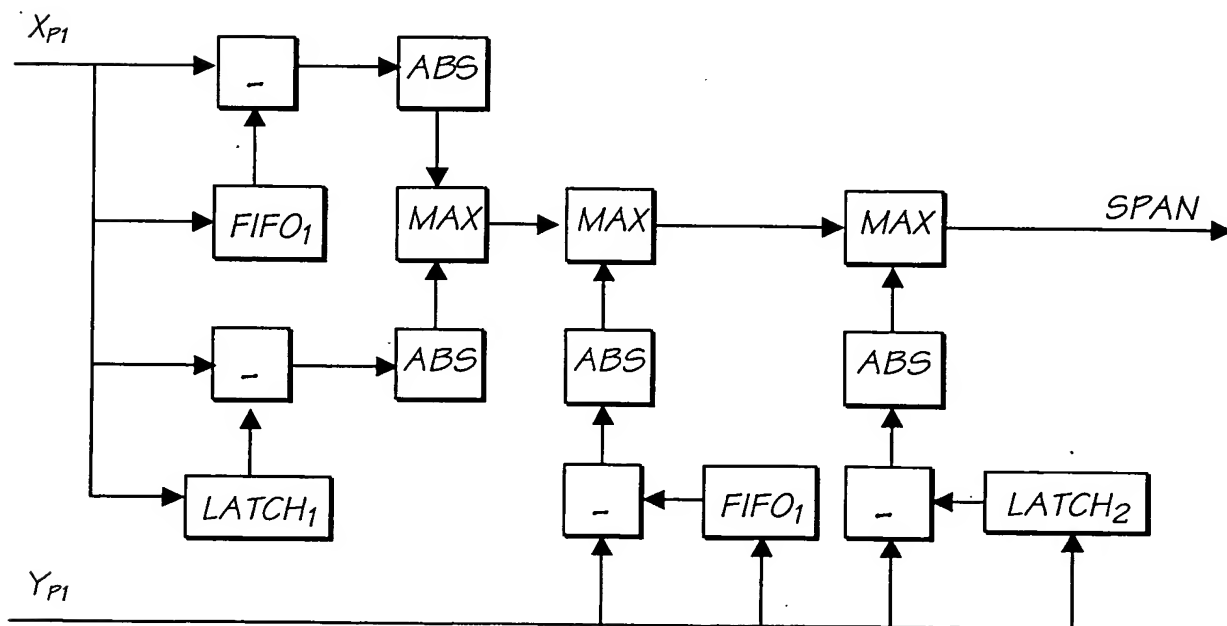 X_P1
-
ABS
FIFO_1
MAX
MAX
MAX
SPAN
-
ABS
ABS
ABS
LATCH_1
-
FIFO_1
-
LATCH_2
Y_P1